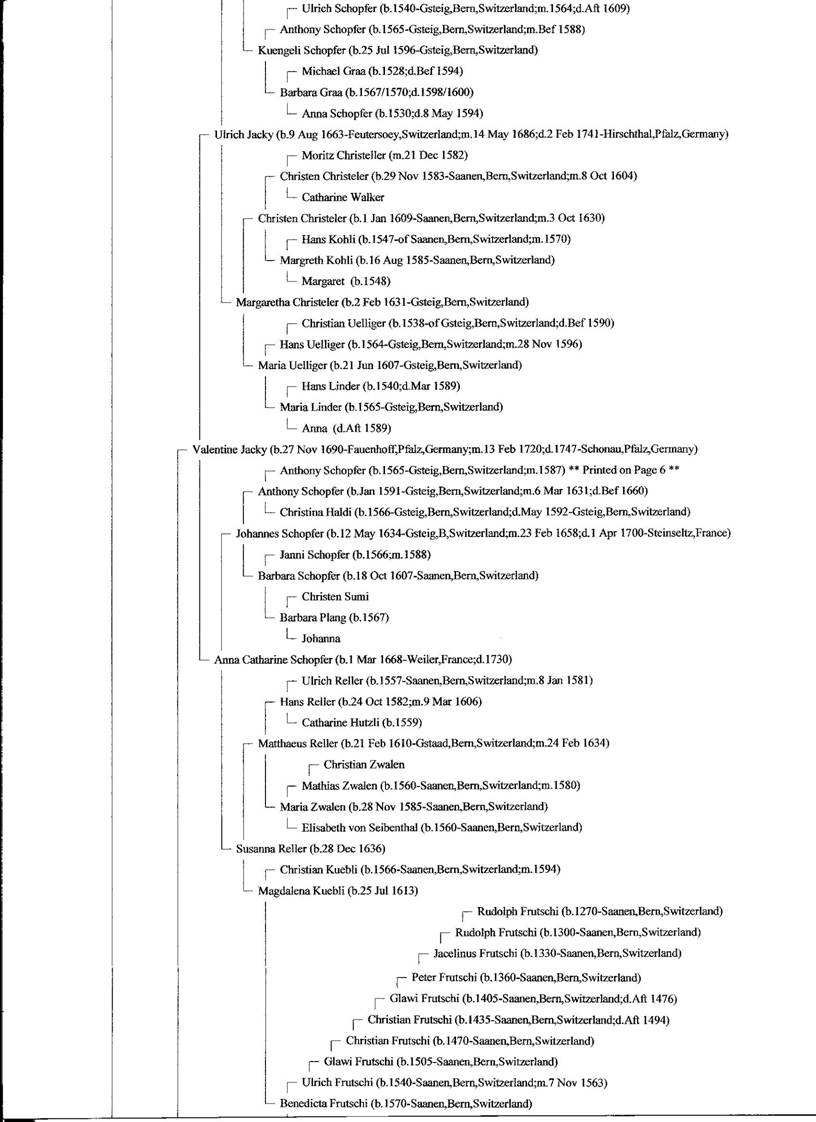 Ulrich Schopfer (b.1540-Gsteig,Bern,Switzerland;m.1564;d.Aft 1609)
Anthony Schopfer (b.1565-Gsteig,Bern,Switzerland;m.Bef 1588)
Kuengeli Schopfer (b.25 Jul 1596-Gsteig,Bern,Switzerland)
Michael Graa (b.1528;d.Bef 1594)
Barbara Graa (b.1567/1570;d.1598/1600)
Anna Schopfer (b.1530;d.8 May 1594)
Ulrich Jacky (b.9 Aug 1663-Feutersoey,Switzerland;m.14 May 1686;d.2 Feb 1741-Hirschthal,Pfalz,Germany)
Moritz Christeller (m.21 Dec 1582)
Christen Christeler (b.29 Nov 1583-Saanen,Bern,Switzerland;m.8 Oct 1604)
Catharine Walker
Christen Christeler (b.1 Jan 1609-Saanen,Bern,Switzerland;m.3 Oct 1630)
Hans Kohli (b.1547-of Saanen,Bern,Switzerland;m.1570)
Margreth Kohli (b.16 Aug 1585-Saanen,Bern,Switzerland)
Margaret (b.1548)
Margaretha Christeler (b.2 Feb 1631-Gsteig,Bern,Switzerland)
Christian Uelliger (b.1538-of Gsteig,Bern,Switzerland;d.Bef 1590)
Hans Uelliger (b.1564-Gsteig,Bern,Switzerland;m.28 Nov 1596)
Maria Uelliger (b.21 Jun 1607-Gsteig,Bern,Switzerland)
Hans Linder (b.1540;d.Mar 1589)
Maria Linder (b.1565-Gsteig,Bern,Switzerland)
Anna (d.Aft 1589)
Valentine Jacky (b.27 Nov 1690-Fauenhoff,Pfalz,Germany;m.13 Feb 1720;d.1747-Schonau,Pfalz,Germany)
Anthony Schopfer (b.1565-Gsteig,Bern,Switzerland;m.1587) ** Printed on Page 6 **
Anthony Schopfer (b.Jan 1591-Gsteig,Bern,Switzerland;m.6 Mar 1631;d.Bef 1660)
Christina Haldi (b.1566-Gsteig,Bern,Switzerland;d.May 1592-Gsteig,Bern,Switzerland)
Johannes Schopfer (b.12 May 1634-Gsteig,B,Switzerland;m.23 Feb 1658;d.1 Apr 1700-Steinseltz,France)
Janni Schopfer (b.1566;m.1588)
Barbara Schopfer (b.18 Oct 1607-Saanen,Bern,Switzerland)
Christen Sumi
Barbara Plang (b.1567)
Johanna
Anna Catharine Schopfer (b.1 Mar 1668-Weiler,France;d.1730)
Ulrich Reller (b.1557-Saanen,Bern,Switzerland;m.8 Jan 1581)
Hans Reller (b.24 Oct 1582;m.9 Mar 1606)
Catharine Hutzli (b.1559)
Matthaeus Reller (b.21 Feb 1610-Gstaad,Bern,Switzerland;m.24 Feb 1634)
Christian Zwalen
Mathias Zwalen (b.1560-Saanen,Bern,Switzerland;m.1580)
Maria Zwalen (b.28 Nov 1585-Saanen,Bern,Switzerland)
Elisabeth von Seibenthal (b.1560-Saanen,Bern,Switzerland)
Susanna Reller (b.28 Dec 1636)
Christian Kuebli (b.1566-Saanen,Bern,Switzerland;m.1594)
Magdalena Kuebli (b.25 Jul 1613)
Rudolph Frutschi (b.1270-Saanen,Bern,Switzerland)
Rudolph Frutschi (b.1300-Saanen,Bern,Switzerland)
Jacelinus Frutschi (b.1330-Saanen,Bern,Switzerland)
Peter Frutschi (b.1360-Saanen,Bern,Switzerland)
Glawi Frutschi (b.1405-Saanen,Bern,Switzerland;d.Aft 1476)
Christian Frutschi (b.1435-Saanen,Bern,Switzerland;d.Aft 1494)
Christian Frutschi (b.1470-Saanen,Bern,Switzerland)
Glawi Frutschi (b.1505-Saanen,Bern,Switzerland)
Ulrich Frutschi (b.1540-Saanen,Bern,Switzerland;m.7 Nov 1563)
Benedicta Frutschi (b.1570-Saanen,Bern,Switzerland)